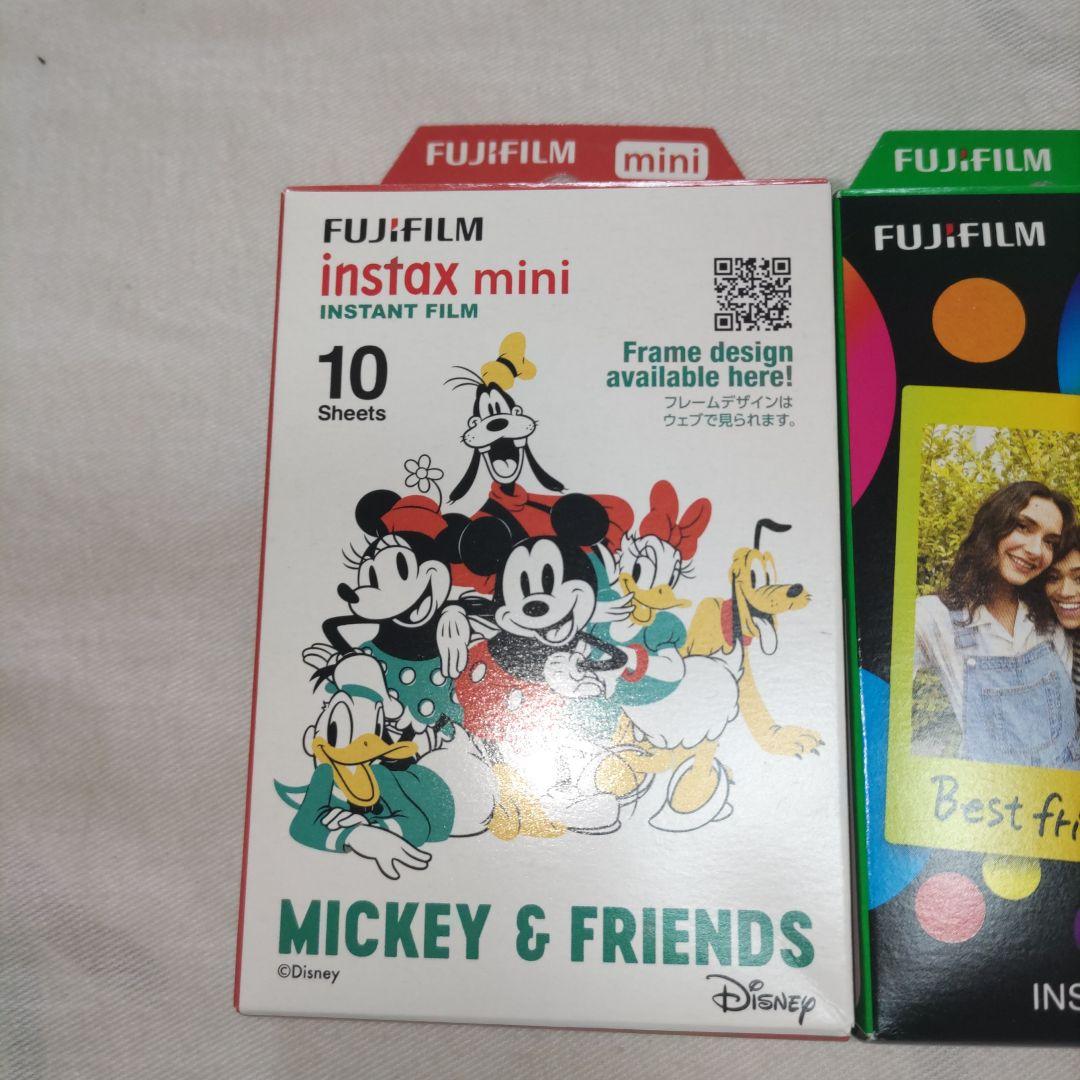 FUJIFILM mini
FUJIFILM
instax mini
INSTANT FILM
10
Sheets
Frame design
available here!
フレームデザインは
ウェブで見られます。
MICKEY & FRIENDS
©Disney
Disney
FUJIFILM
FUJIFILM
Best fri
INS